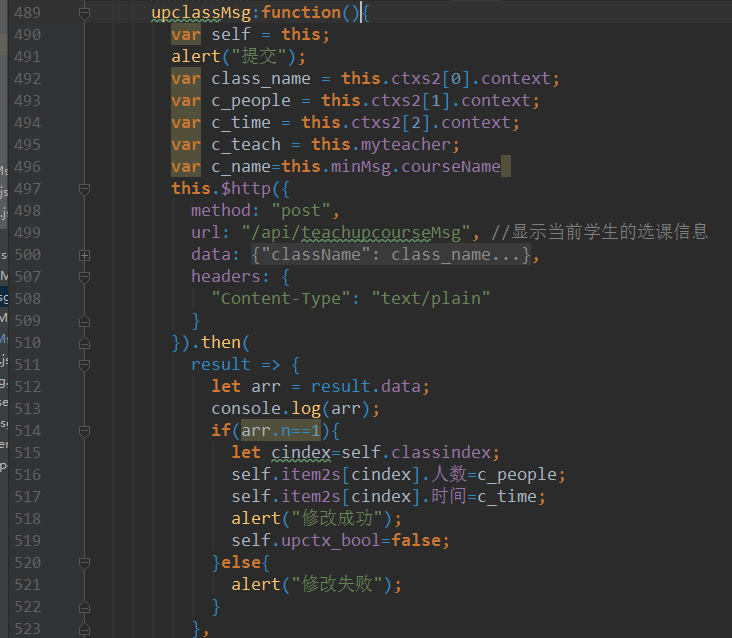 489 upclassMsg:function(){
490 var self = this;
491 alert("提交");
492 var class_name = this.ctxs2[0].context;
493 var c_people = this.ctxs2[1].context;
494 var c_time = this.ctxs2[2].context;
495 var c_teach = this.myteacher;
496 var c_name=this.minMsg.courseName
497 this.$http({
498 method: "post",
499 url: "/api/teachupcourseMsg", //显示当前学生的选课信息
500 data: {"className": class_name...},
507 headers: {
508 "Content-Type": "text/plain"
509 }
510 }).then(
511 result => {
512 let arr = result.data;
513 console.log(arr);
514 if(arr.n==1){
515 let cindex=self.classindex;
516 self.item2s[cindex].人数=c_people;
517 self.item2s[cindex].时间=c_time;
518 alert("修改成功");
519 self.upctx_bool=false;
520 }else{
521 alert("修改失败");
522 }
523 },